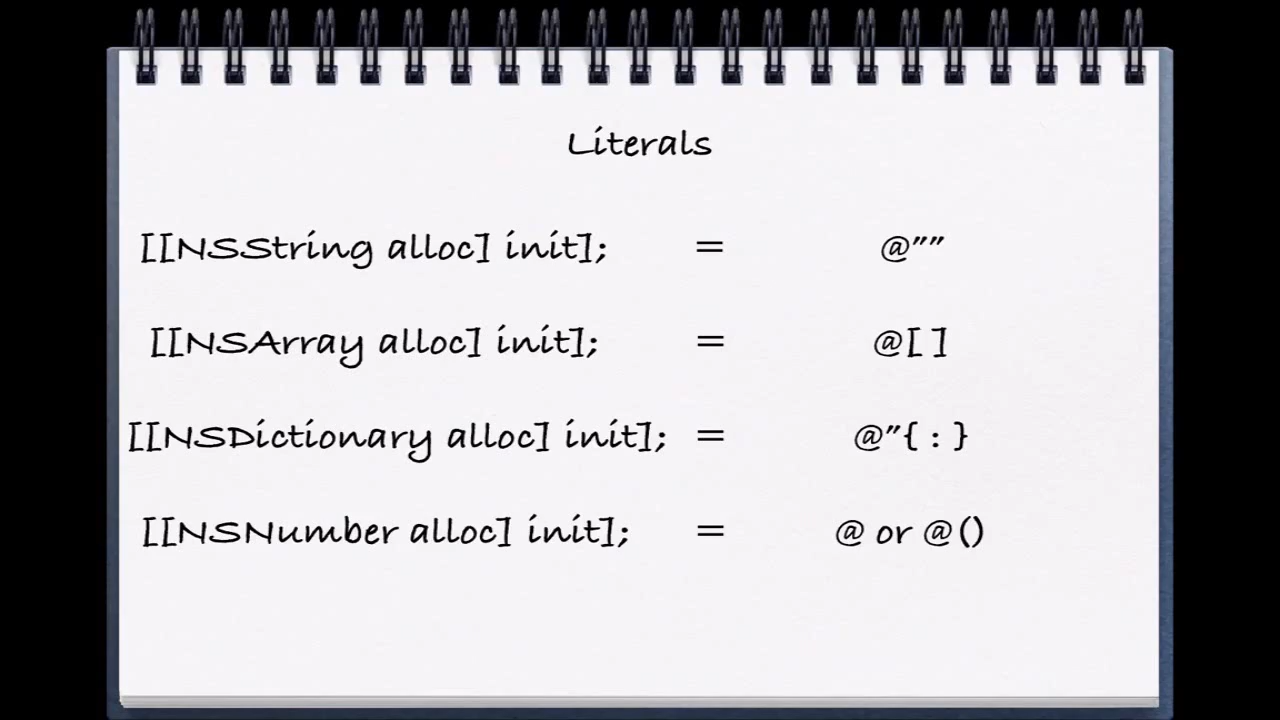 Literals
[[NSString alloc] init]; = @””
[[NSArray alloc] init]; = @[ ]
[[NSDictionary alloc] init]; = @”{ : }
[[NSNumber alloc] init]; = @ or @()